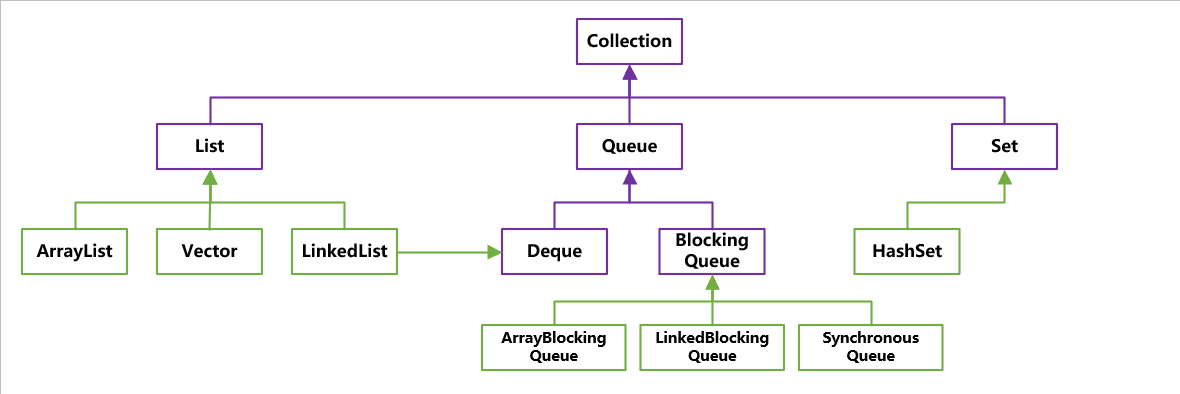 Collection
List
Queue
Set
ArrayList
Vector
LinkedList
Deque
Blocking
Queue
HashSet
ArrayBlocking
Queue
LinkedBlocking
Queue
Synchronous
Queue